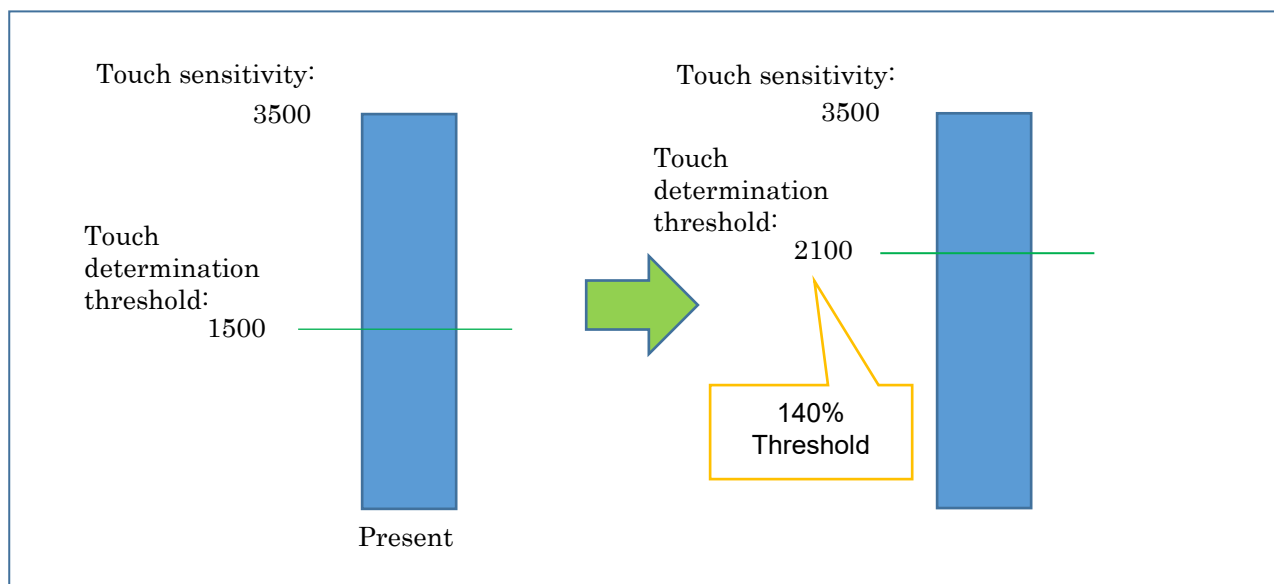 Touch sensitivity:
3500
Touch
determination
threshold:
1500
Present
Touch sensitivity:
3500
Touch
determination
threshold:
2100
140%
Threshold